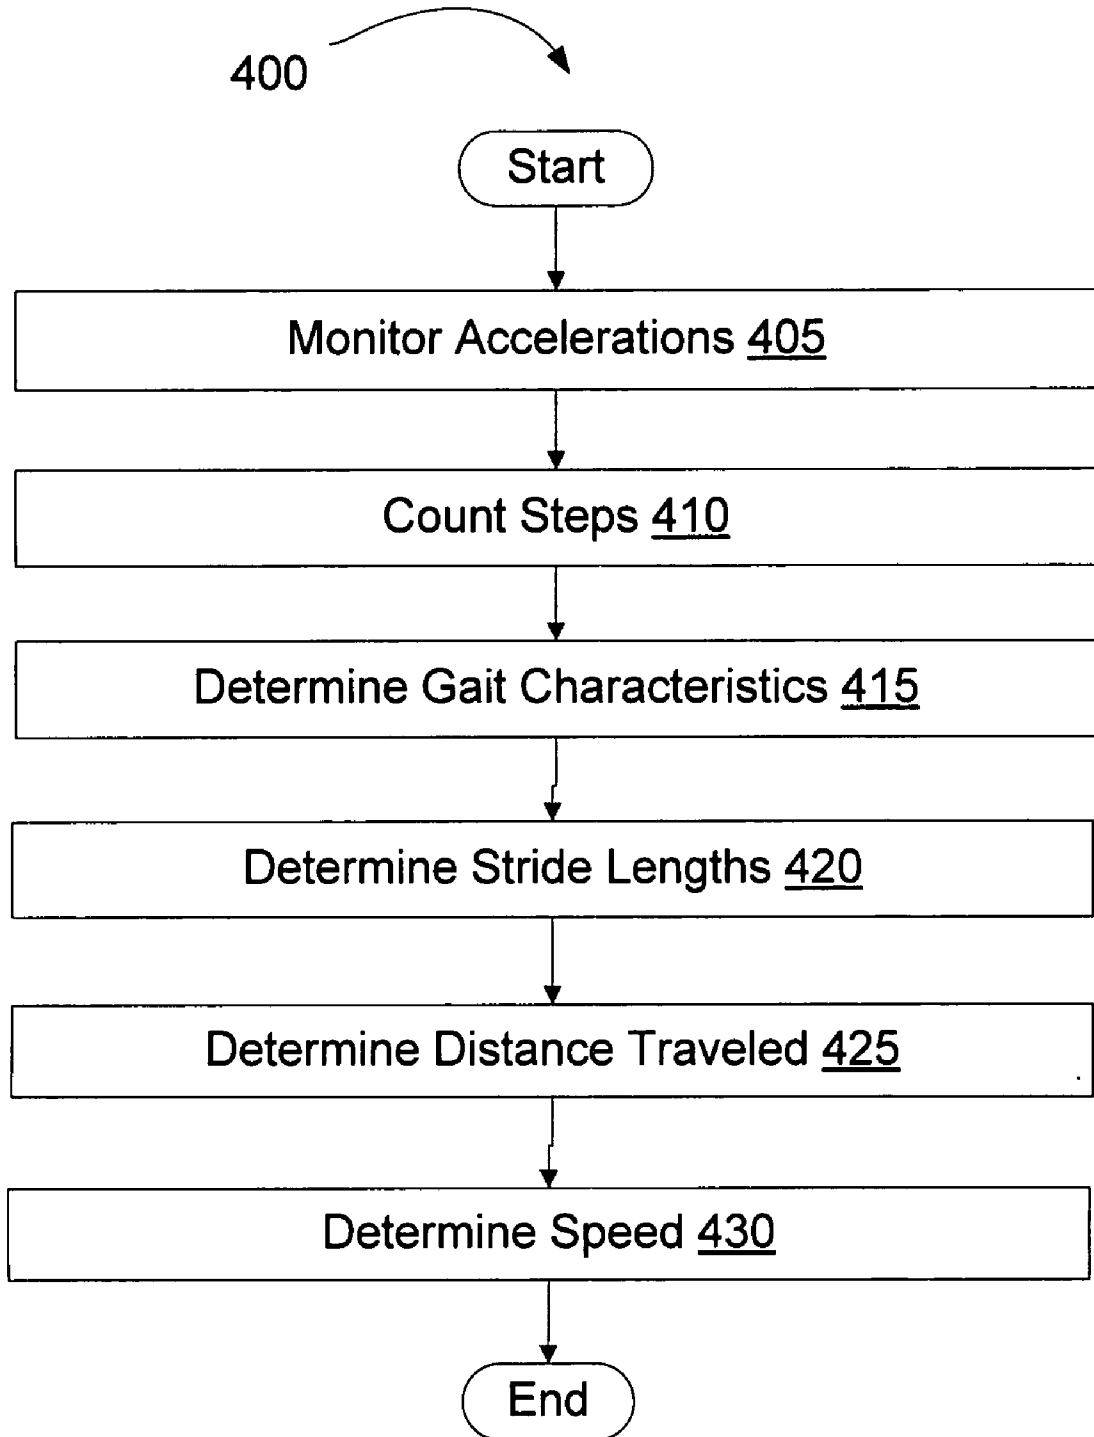 400
Start
Monitor Accelerations 405
Count Steps 410
Determine Gait Characteristics 415
Determine Stride Lengths 420
Determine Distance Traveled 425
Determine Speed 430
End